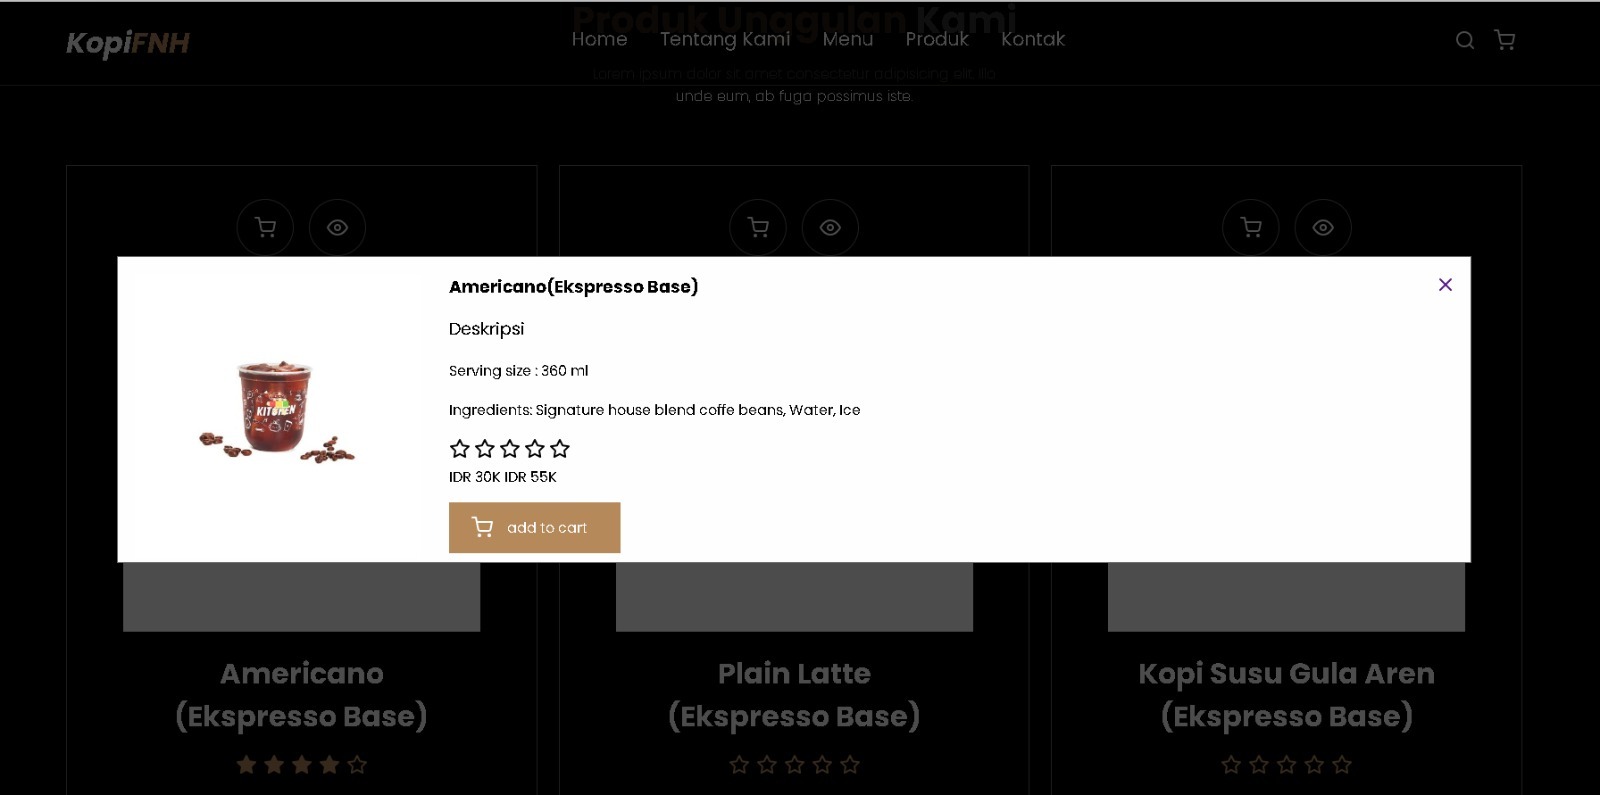 Produk Unggulan Kami
KopiFNH
Home Tentang Kami Menu Produk Kontak
Lorem ipsum dolor sit amet consectetur adipisicing elit. Illo
unde eum, ab fuga possimus iste.
Americano(Ekspresso Base)
Deskripsi
Serving size : 360 ml
Ingredients: Signature house blend coffe beans, Water, Ice
KITCHEN
IDR 30K IDR 55K
add to cart
Americano
(Ekspresso Base)
Plain Latte
(Ekspresso Base)
Kopi Susu Gula Aren
(Ekspresso Base)